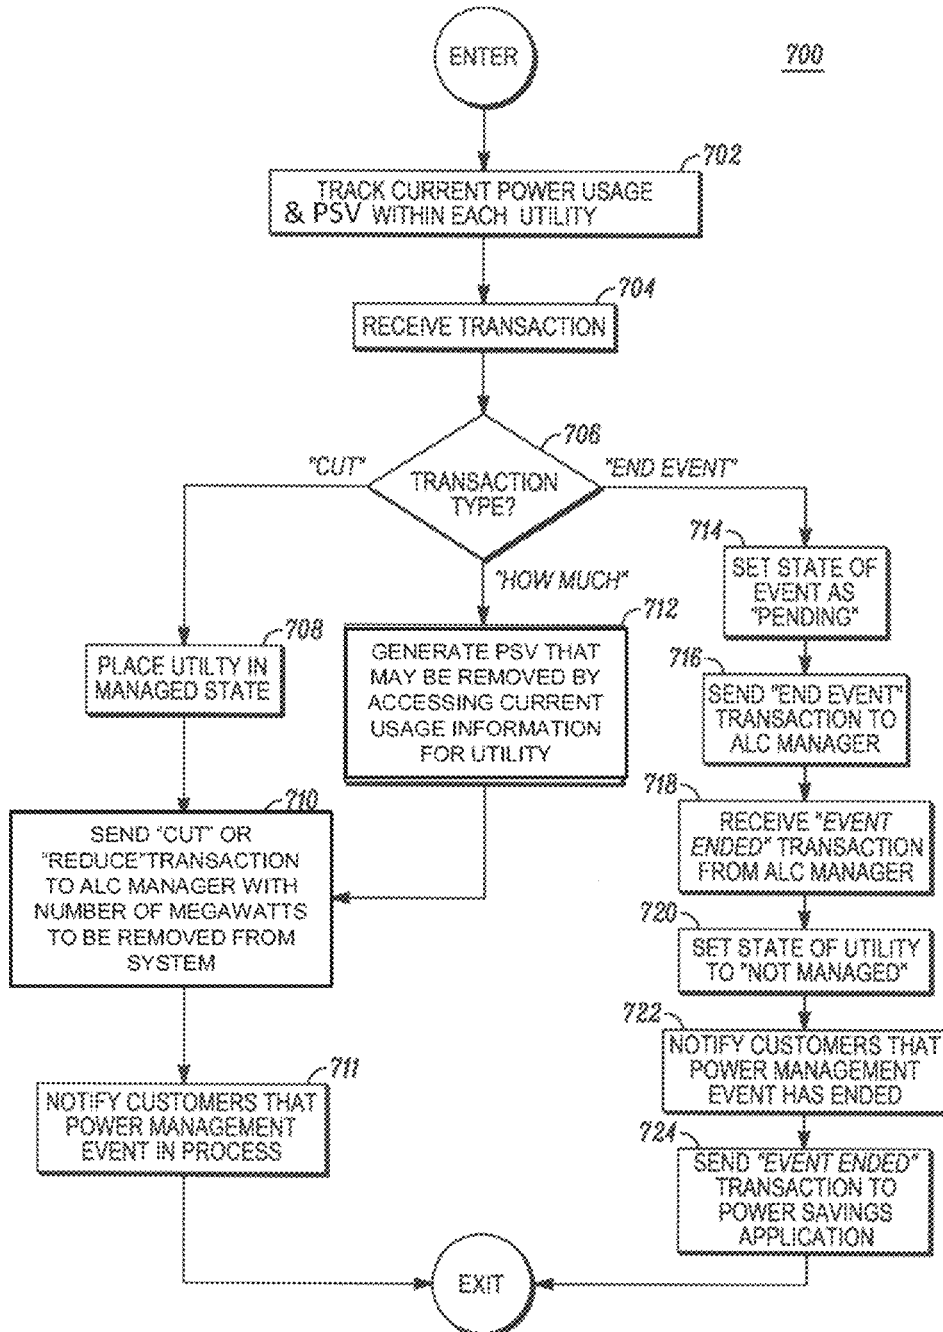 ENTER
700
702
TRACK CURRENT POWER USAGE
& PSV WITHIN EACH UTILITY
704
RECEIVE TRANSACTION
706
"CUT"
TRANSACTION
TYPE?
"END EVENT"
"HOW MUCH"
708
PLACE UTILTY IN
MANAGED STATE
712
GENERATE PSV THAT
MAY BE REMOVED BY
ACCESSING CURRENT
USAGE INFORMATION
FOR UTILITY
714
SET STATE OF
EVENT AS
"PENDING"
716
SEND "END EVENT"
TRANSACTION TO
ALC MANAGER
710
SEND "CUT" OR
"REDUCE"TRANSACTION
TO ALC MANAGER WITH
NUMBER OF MEGAWATTS
TO BE REMOVED FROM
SYSTEM
718
RECEIVE "EVENT
ENDED" TRANSACTION
FROM ALC MANAGER
720
SET STATE OF UTILITY
TO "NOT MANAGED"
711
NOTIFY CUSTOMERS THAT
POWER MANAGEMENT
EVENT IN PROCESS
722
NOTIFY CUSTOMERS THAT
POWER MANAGEMENT
EVENT HAS ENDED
724
SEND "EVENT ENDED"
TRANSACTION TO
POWER SAVINGS
APPLICATION
EXIT